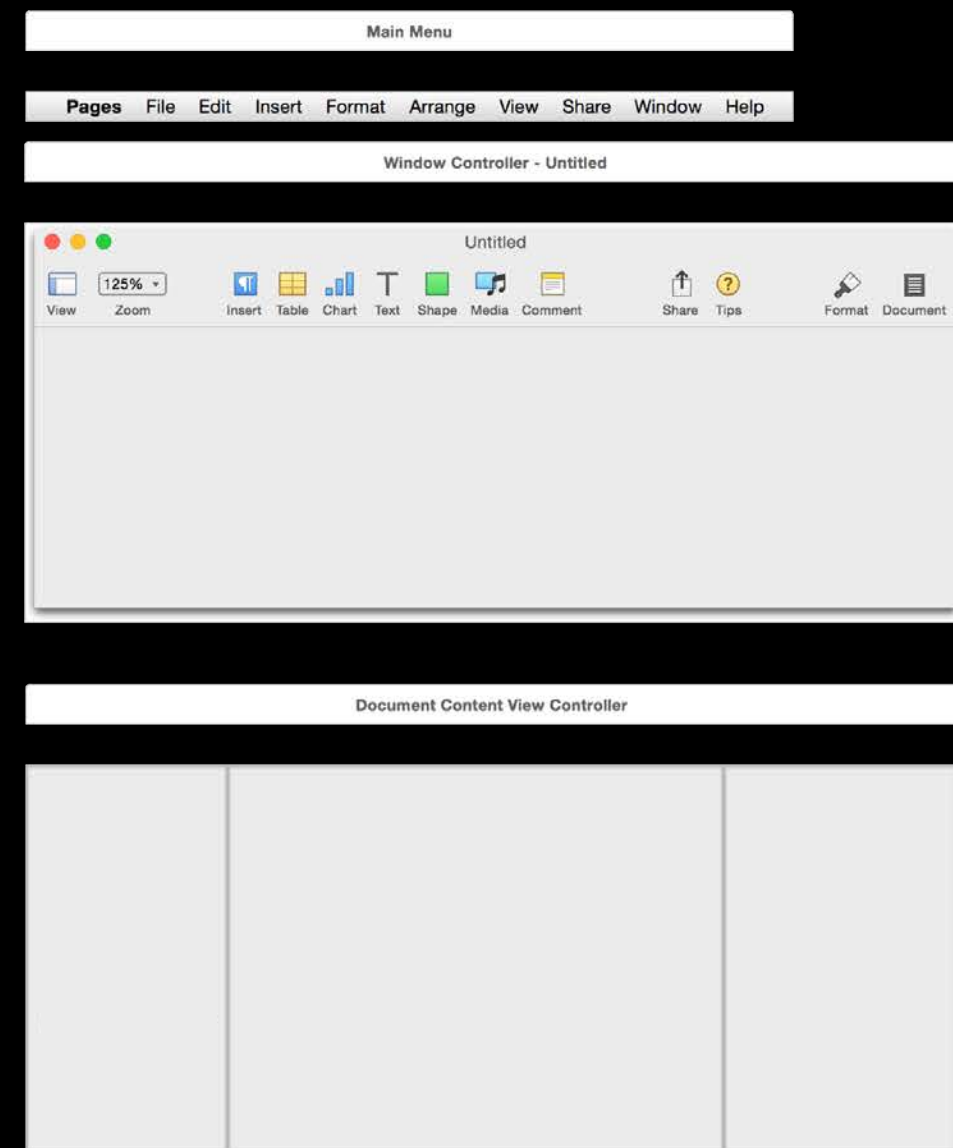 Main Menu
Pages File Edit Insert Format Arrange View Share Window Help
Window Controller - Untitled
Untitled
125%
View Zoom Insert Table Chart Text Shape Media Comment Share Tips Format Document
Document Content View Controller